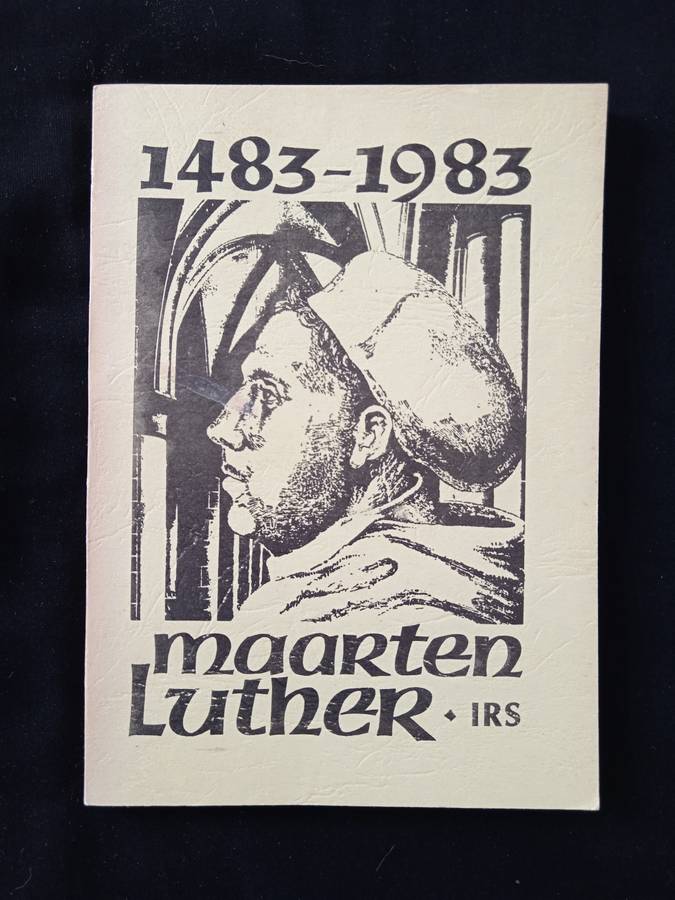 1483-1983
maarten
Luther • IRS